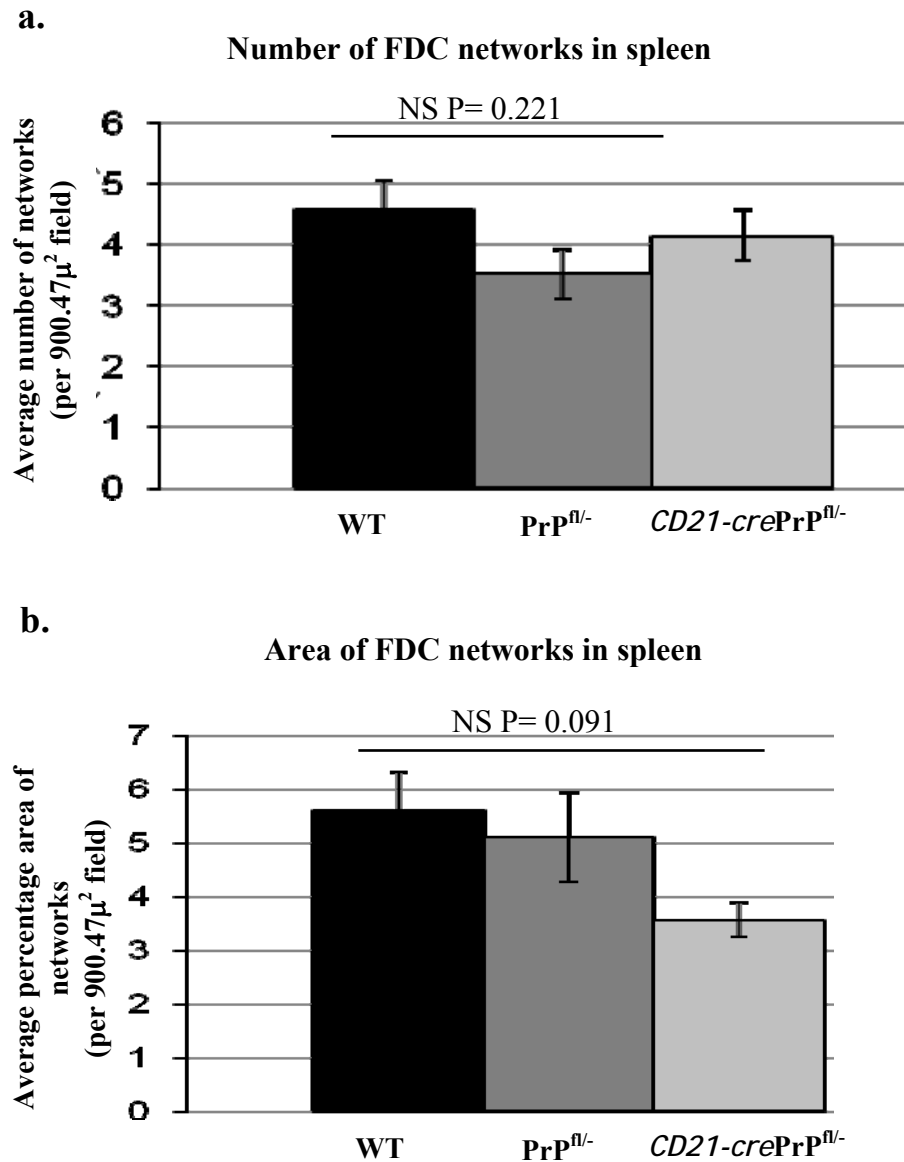 a.
Number of FDC networks in spleen
NS P= 0.221
Average number of networks
(per 900.47µ² field)
6
5
4
3
2
1
0
WT
PrPfl/-
CD21-crePrPfl/-
b.
Area of FDC networks in spleen
NS P= 0.091
Average percentage area of
networks
(per 900.47µ² field)
7
6
5
4
3
2
1
0
WT
PrPfl/-
CD21-crePrPfl/-